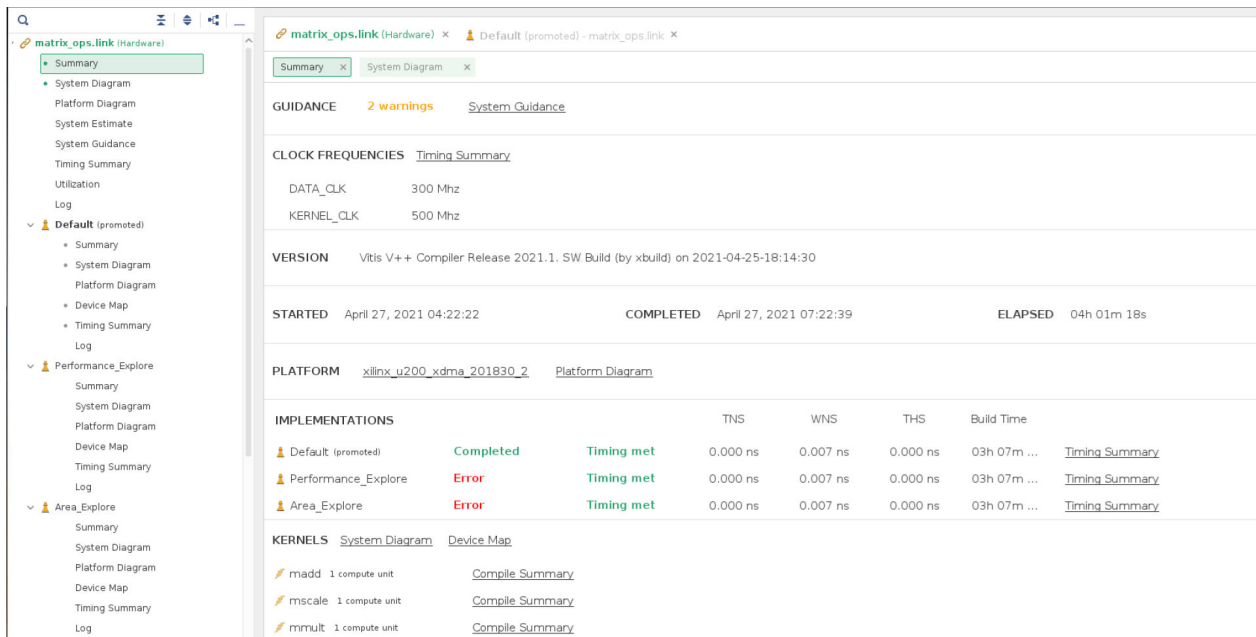 matrix_ops.link (Hardware)
Summary
System Diagram
Platform Diagram
System Estimate
System Guidance
Timing Summary
Utilization
Log
Default (promoted)
Summary
System Diagram
Platform Diagram
Device Map
Timing Summary
Log
Performance_Explore
Summary
System Diagram
Platform Diagram
Device Map
Timing Summary
Log
Area_Explore
Summary
System Diagram
Platform Diagram
Device Map
Timing Summary
Log
matrix_ops.link (Hardware) × Default (promoted) - matrix_ops.link ×
Summary × System Diagram ×
GUIDANCE 2 warnings System Guidance
CLOCK FREQUENCIES Timing Summary
DATA_CLK 300 Mhz
KERNEL_CLK 500 Mhz
VERSION Vitis V++ Compiler Release 2021.1. SW Build (by xbuild) on 2021-04-25-18:14:30
STARTED April 27, 2021 04:22:22 COMPLETED April 27, 2021 07:22:39 ELAPSED 04h 01m 18s
PLATFORM xilinx_u200_xdma_201830_2 Platform Diagram
IMPLEMENTATIONS TNS WNS THS Build Time
Default (promoted) Completed Timing met 0.000 ns 0.007 ns 0.000 ns 03h 07m ... Timing Summary
Performance_Explore Error Timing met 0.000 ns 0.007 ns 0.000 ns 03h 07m ... Timing Summary
Area_Explore Error Timing met 0.000 ns 0.007 ns 0.000 ns 03h 07m ... Timing Summary
KERNELS System Diagram Device Map
madd 1 compute unit Compile Summary
mscale 1 compute unit Compile Summary
mmult 1 compute unit Compile Summary